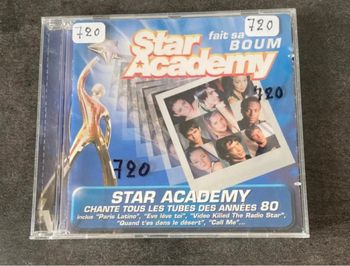 720
720
Star
Academy
fait sa
BOUM
720
720
STAR ACADEMY
CHANTE TOUS LES TUBES DES ANNÉES 80
inclus "Paris Latino", "Eve lève toi", "Video Killed The Radio Star",
"Quand t'es dans le désert", "Call Me"...